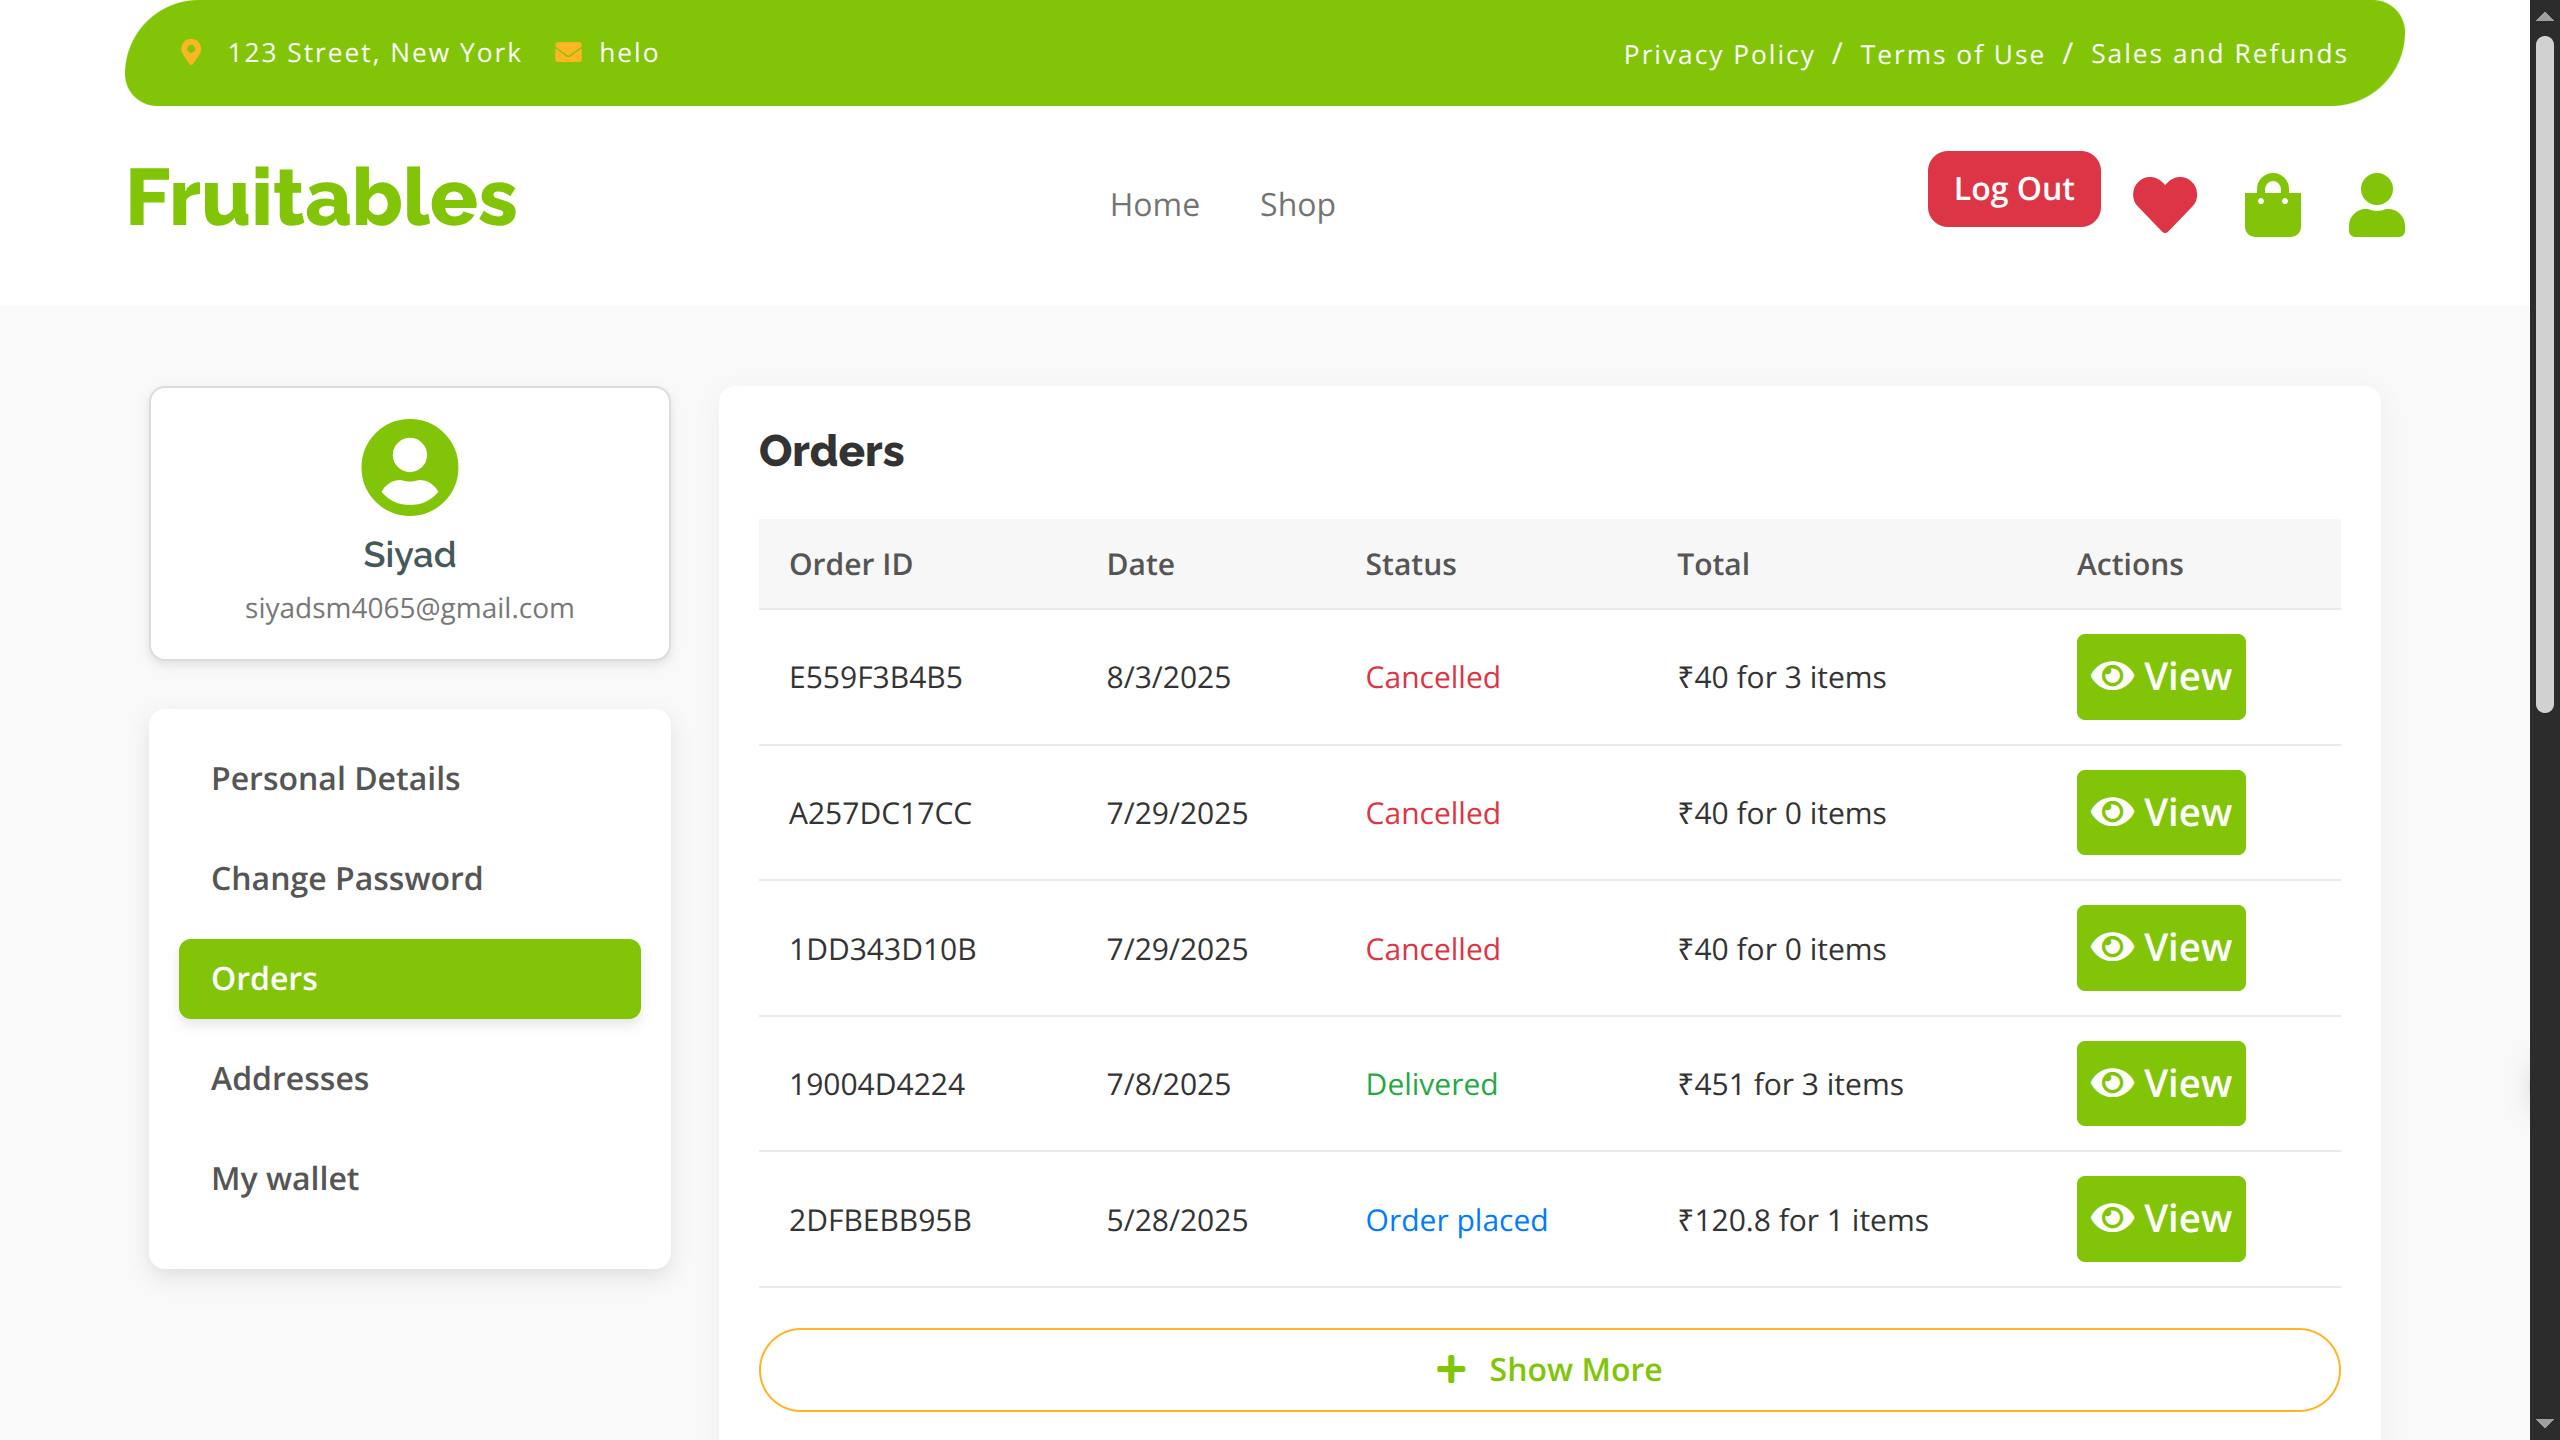 123 Street, New York helo Privacy Policy / Terms of Use / Sales and Refunds
Fruitables Home Shop Log Out
Siyad
siyadsm4065@gmail.com
Personal Details
Change Password
Orders
Addresses
My wallet
Orders
Order ID Date Status Total Actions
E559F3B4B5 8/3/2025 Cancelled ₹40 for 3 items View
A257DC17CC 7/29/2025 Cancelled ₹40 for 0 items View
1DD343D10B 7/29/2025 Cancelled ₹40 for 0 items View
19004D4224 7/8/2025 Delivered ₹451 for 3 items View
2DFBEBB95B 5/28/2025 Order placed ₹120.8 for 1 items View
Show More